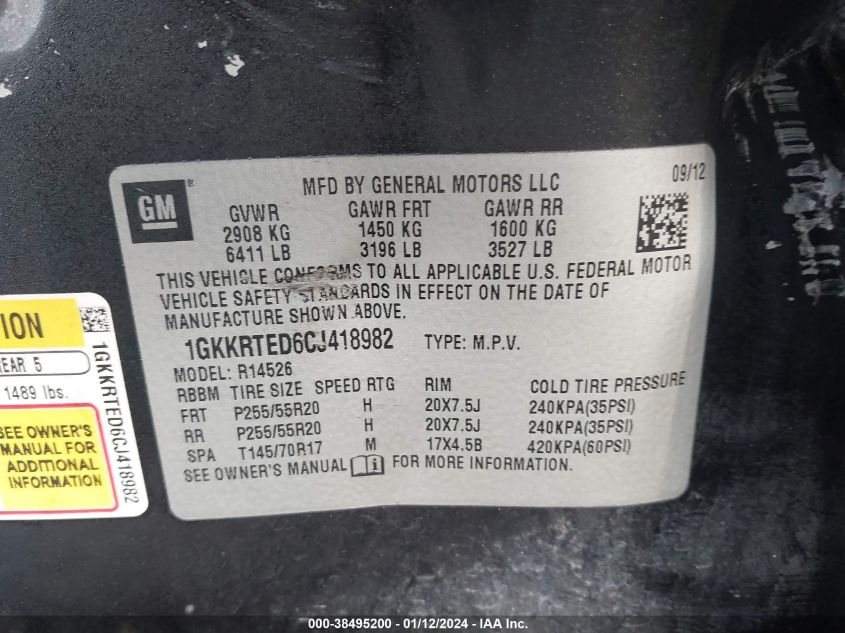 GM
®
MFD BY GENERAL MOTORS LLC
09/12
GVWR GAWR FRT GAWR RR
2908 KG 1450 KG 1600 KG
6411 LB 3196 LB 3527 LB
THIS VEHICLE CONFORMS TO ALL APPLICABLE U.S. FEDERAL MOTOR
VEHICLE SAFETY STANDARDS IN EFFECT ON THE DATE OF
MANUFACTURE SHOWN ABOVE.
1GKKRTED6CJ418982 TYPE: M.P.V.
MODEL: R14526
RBBM TIRE SIZE SPEED RTG RIM COLD TIRE PRESSURE
FRT P255/55R20 H 20X7.5J 240KPA(35PSI)
RR P255/55R20 H 20X7.5J 240KPA(35PSI)
SPA T145/70R17 M 17X4.5B 420KPA(60PSI)
SEE OWNER'S MANUAL FOR MORE INFORMATION.
REAR 5
1489 lbs.
SEE OWNER'S
MANUAL FOR
ADDITIONAL
INFORMATION
1GKKRTED6CJ418982
000-38495200 - 01/12/2024 - IAA Inc.